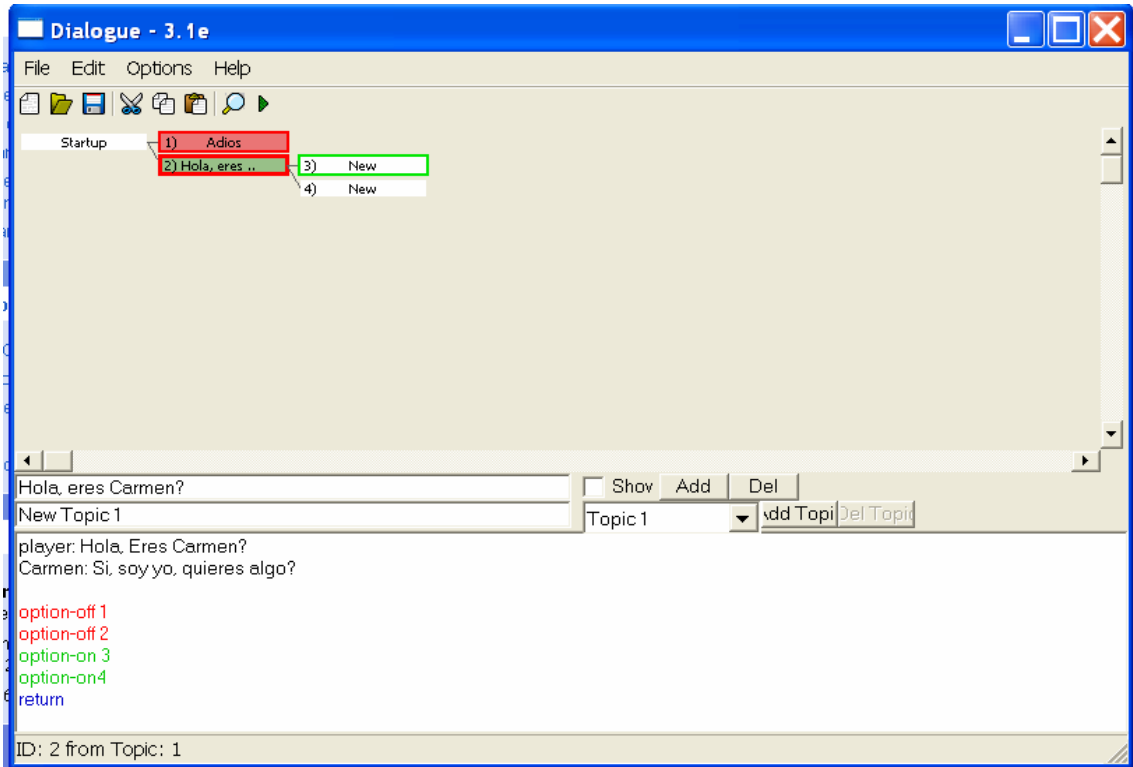 Dialogue - 3.1e
File Edit Options Help
Startup 1) Adios
2) Hola, eres .. 3) New
4) New
Hola, eres Carmen? Shov Add Del
New Topic 1 Topic 1 Add Topi Del Topic
player: Hola, Eres Carmen?
Carmen: Si, soy yo, quieres algo?
option-off 1
option-off 2
option-on 3
option-on4
return
ID: 2 from Topic: 1